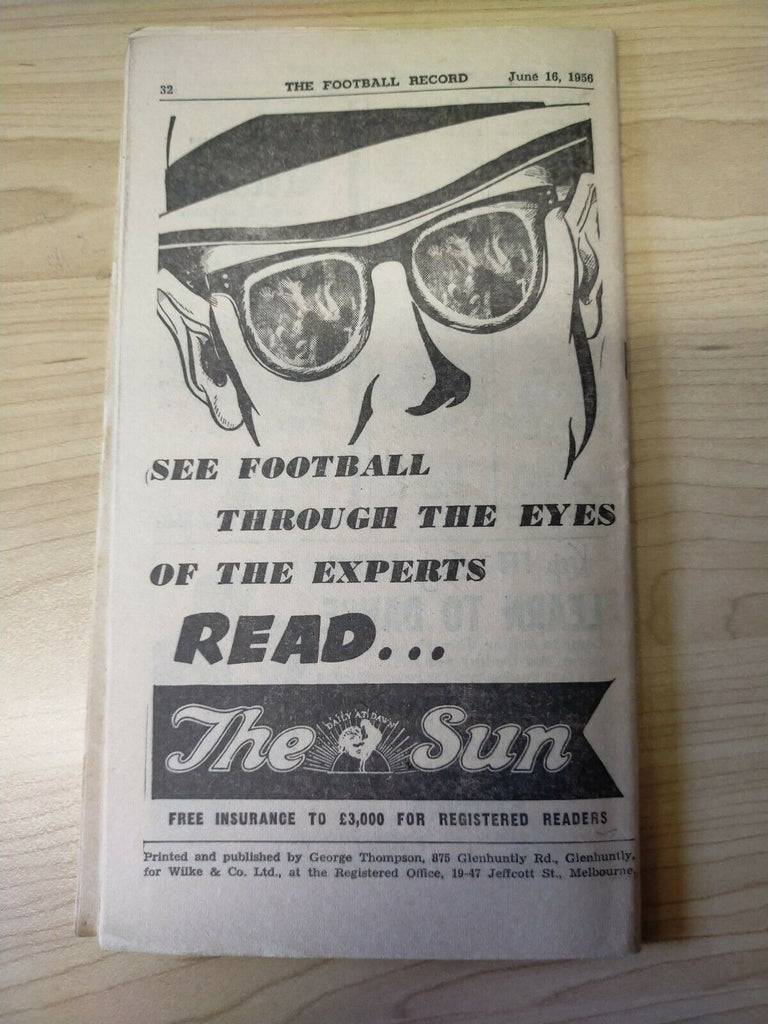 32 THE FOOTBALL RECORD June 16, 1956
SEE FOOTBALL
THROUGH THE EYES
OF THE EXPERTS
READ...
The Sun
DAILY AT DAWN
FREE INSURANCE TO £3,000 FOR REGISTERED READERS
Printed and published by George Thompson, 875 Glenhuntly Rd., Glenhuntly,
for Wilke & Co. Ltd., at the Registered Office, 19-47 Jeffcott St., Melbourne.